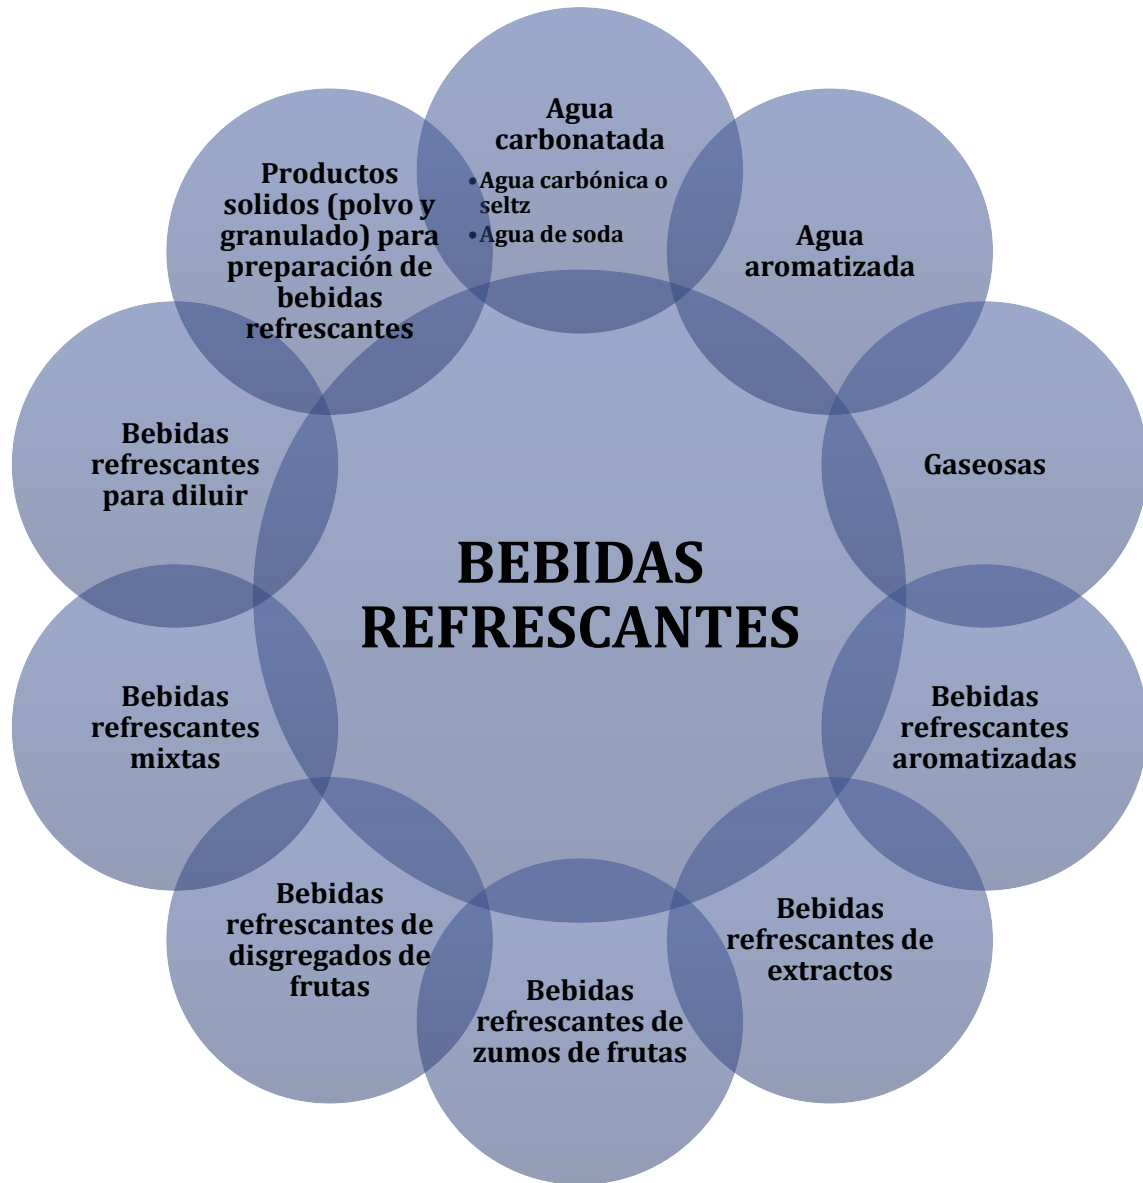 BEBIDAS
REFRESCANTES
Agua
carbonatada
•Agua carbónica o
seltz
•Agua de soda
Agua
aromatizada
Gaseosas
Bebidas
refrescantes
aromatizadas
Bebidas
refrescantes de
extractos
Bebidas
refrescantes de
zumos de frutas
Bebidas
refrescantes de
disgregados de
frutas
Bebidas
refrescantes
mixtas
Bebidas
refrescantes
para diluir
Productos
solidos (polvo y
granulado) para
preparación de
bebidas
refrescantes